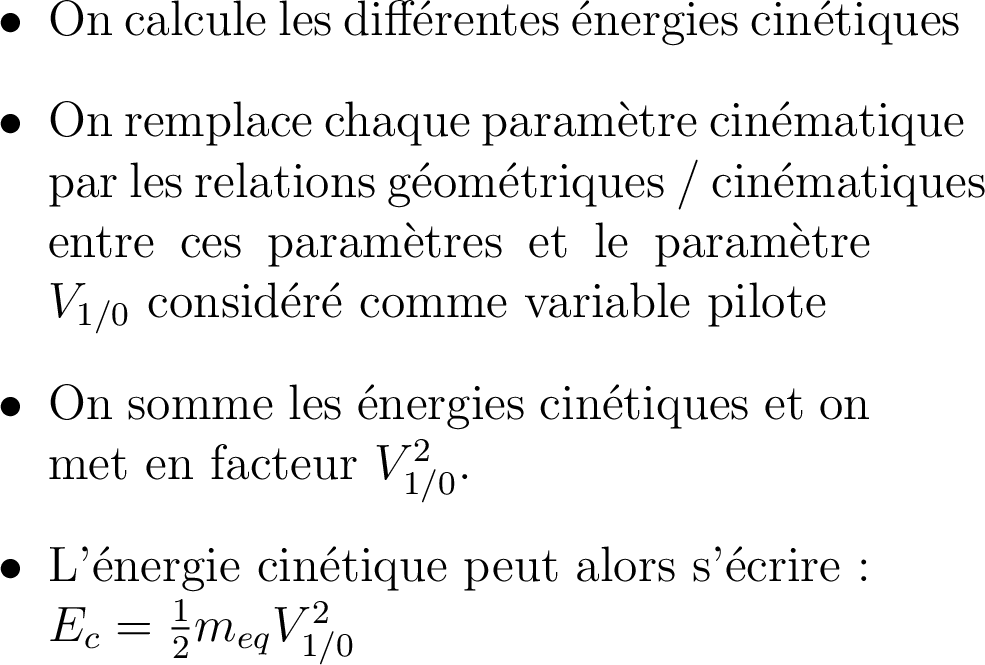 • On calcule les différentes énergies cinétiques
• On remplace chaque paramètre cinématique
par les relations géométriques / cinématiques
entre ces paramètres et le paramètre
$V_{1/0}$ considéré comme variable pilote
• On somme les énergies cinétiques et on
met en facteur $V_{1/0}^2$.
• L'énergie cinétique peut alors s'écrire :
$E_c = \frac{1}{2} m_{eq} V_{1/0}^2$